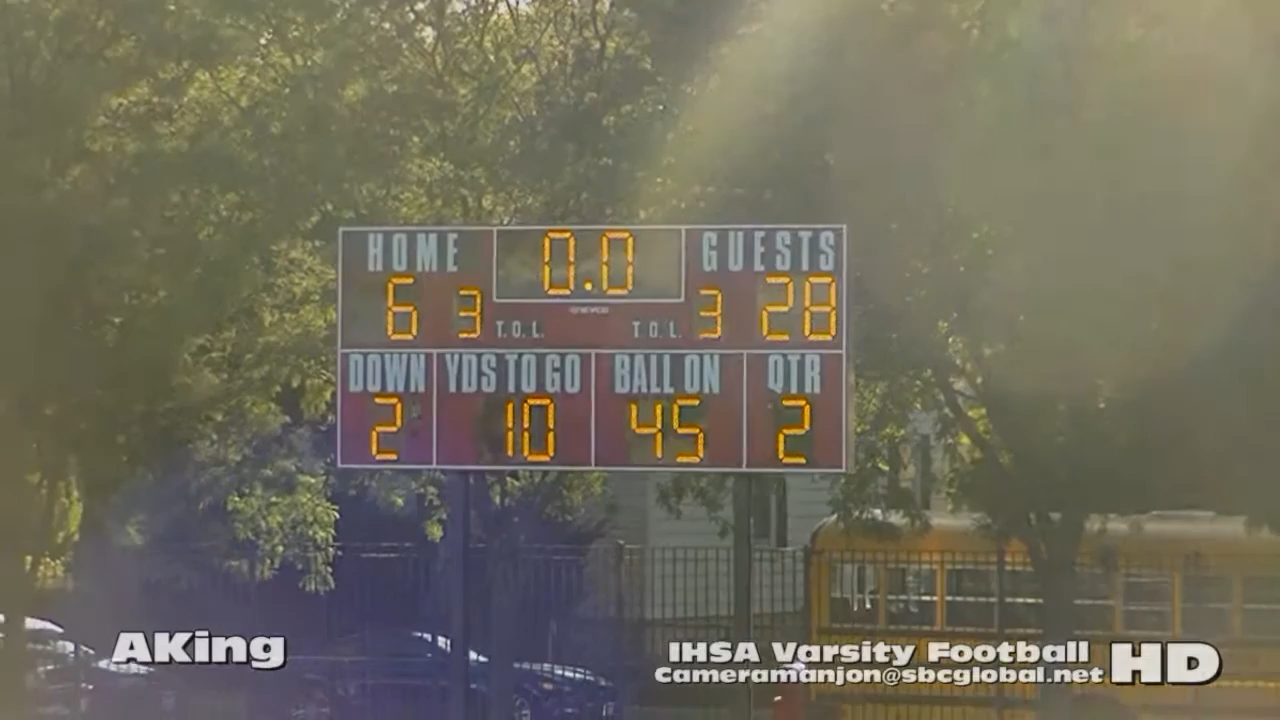 HOME 0.0 GUESTS
6 3 T.O.L. T.O.L. 3 28
DOWN YDS TO GO BALL ON QTR
2 10 45 2
AKing
IHSA Varsity Football HD
Cameramanjon@sbcglobal.net